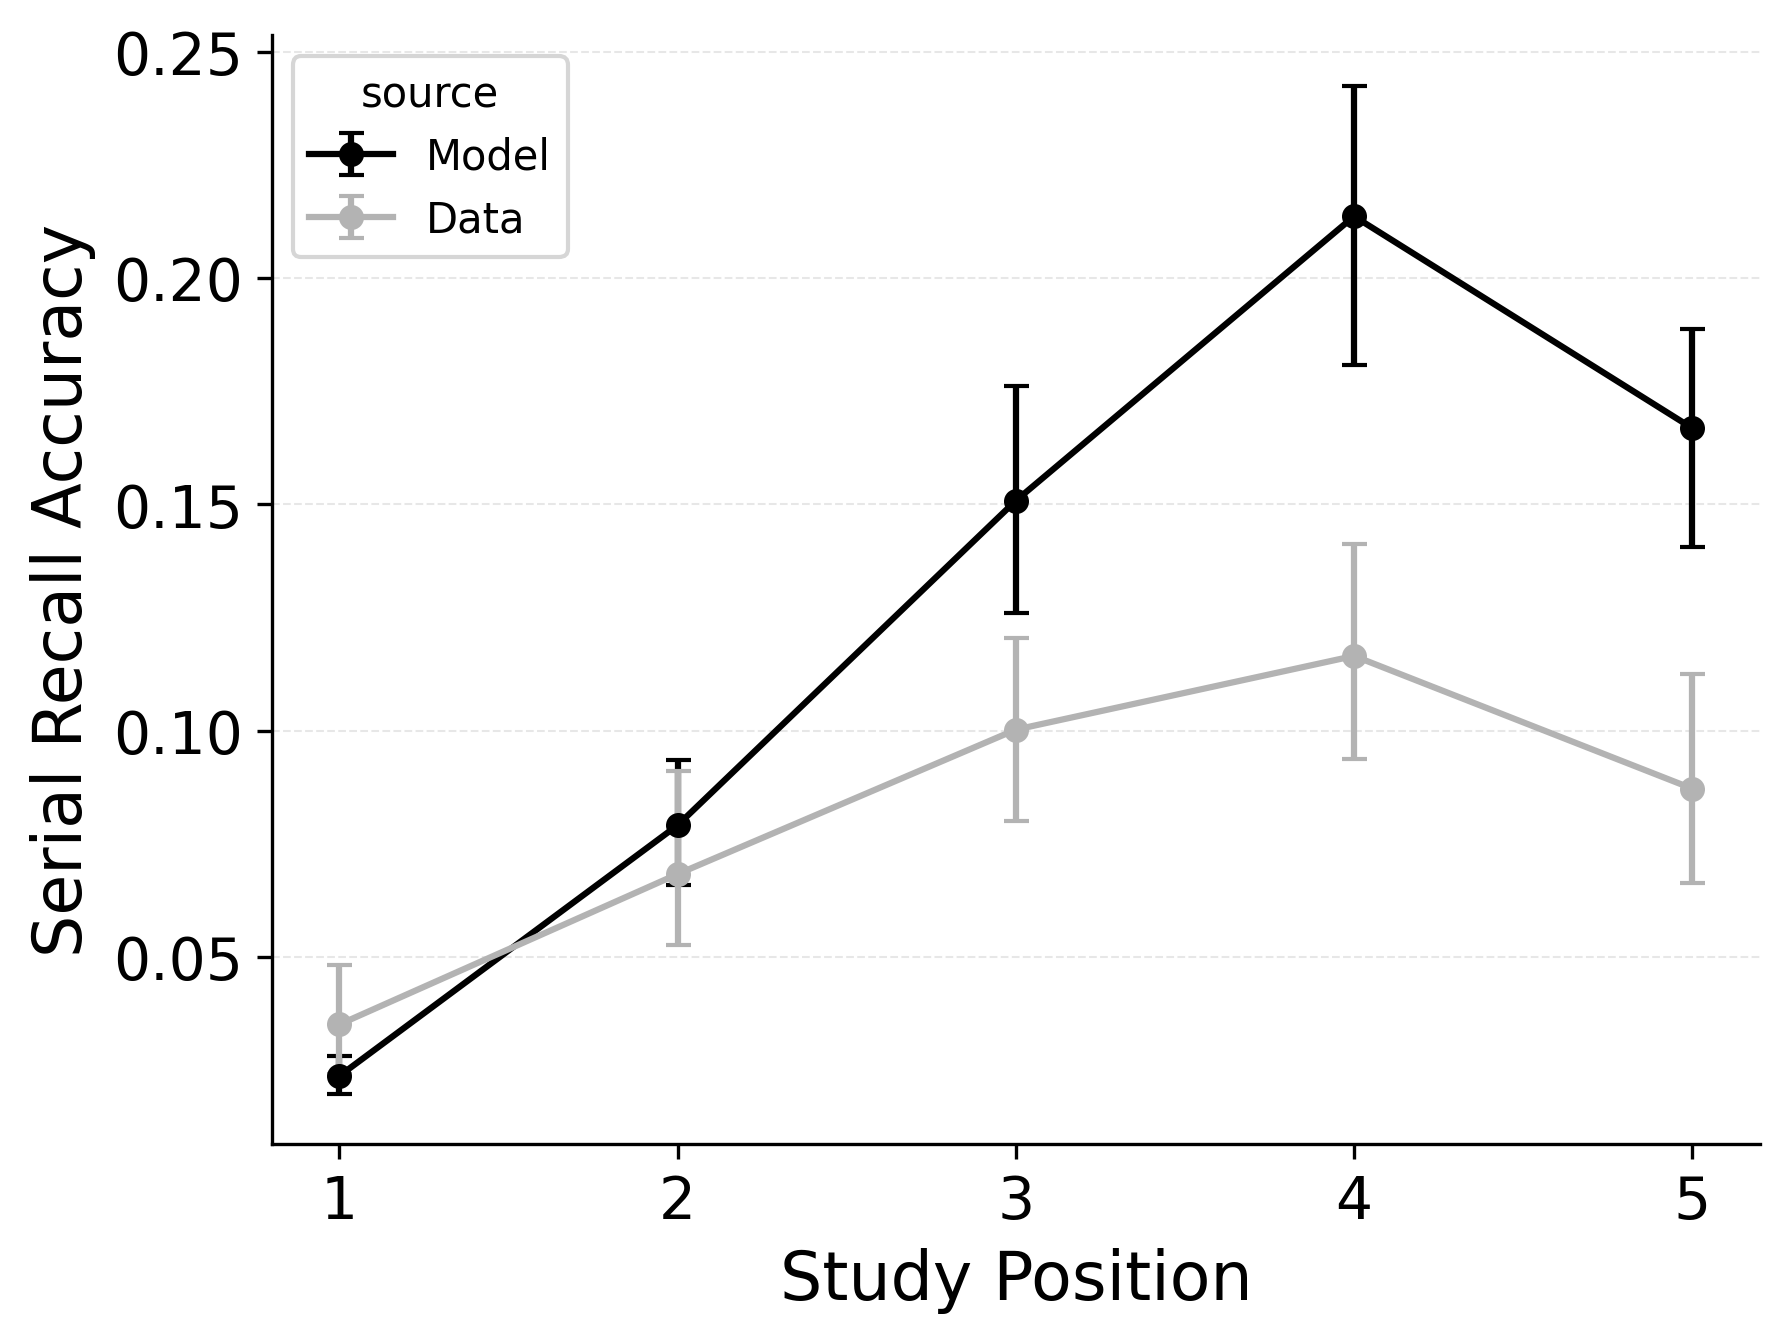 0.25
0.20
0.15
0.10
0.05
Serial Recall Accuracy
source
Model
Data
1 2 3 4 5
Study Position